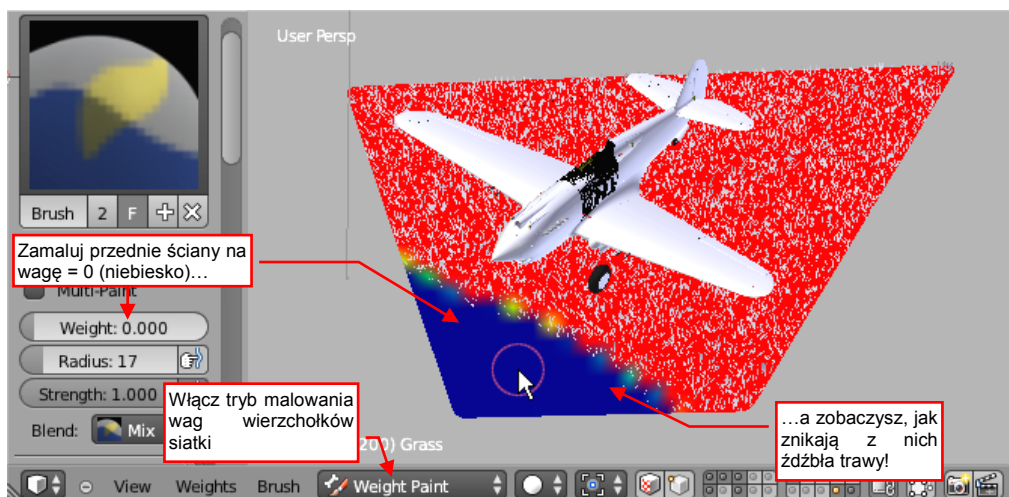 User Persp
Brush 2 F
Zamaluj przednie ściany na
wagę = 0 (niebiesko)…
Multi-Paint
Weight: 0.000
Radius: 17
Strength: 1.000
Włącz tryb malowania
wag wierzchołków
siatki
Blend: Mix
…a zobaczysz, jak
znikają z nich
źdźbła trawy!
200) Grass
View Weights Brush Weight Paint